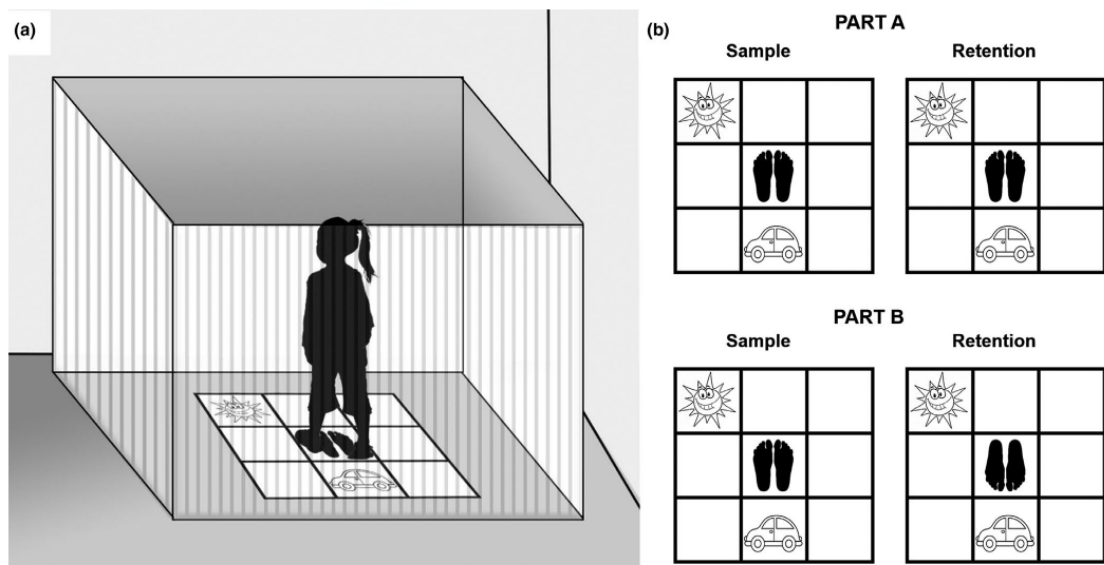 (a)
(b)
PART A
Sample Retention
PART B
Sample Retention